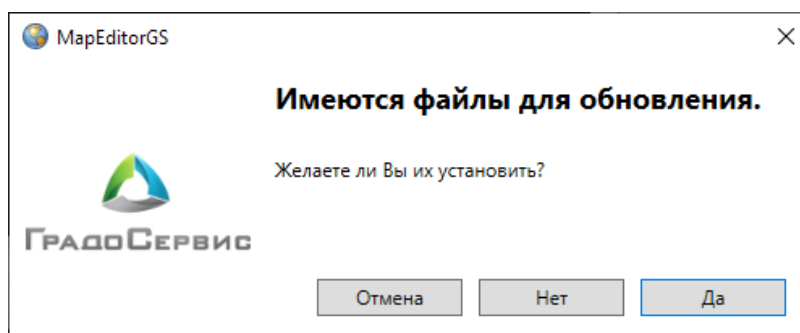 MapEditorGS
Имеются файлы для обновления.
Желаете ли Вы их установить?
ГрадоСервис
Отмена
Нет
Да